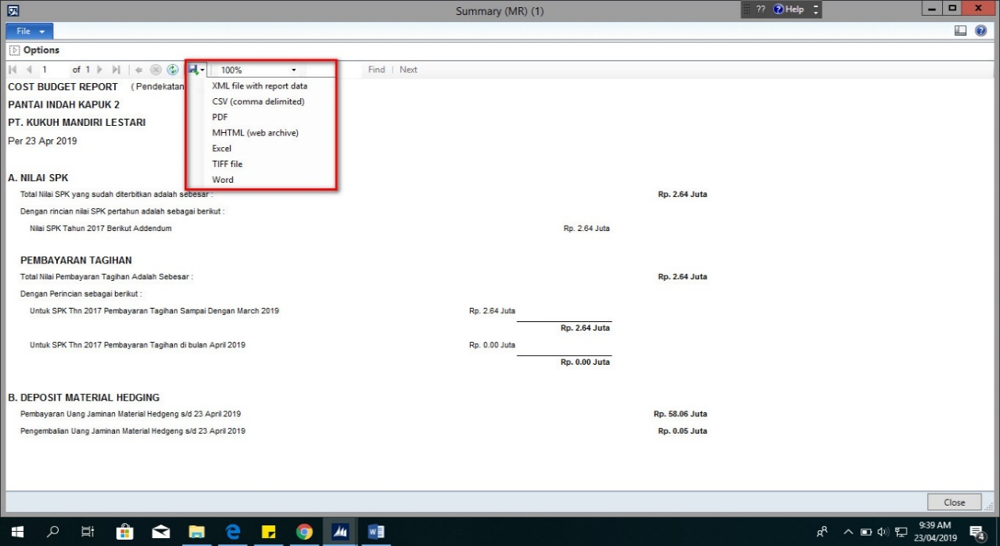 Summary (MR) (1)
?? Help
File
Options
1 of 1 100% Find | Next
XML file with report data
CSV (comma delimited)
PDF
MHTML (web archive)
Excel
TIFF file
Word
COST BUDGET REPORT (Pendekatan
PANTAI INDAH KAPUK 2
PT. KUKUH MANDIRI LESTARI
Per 23 Apr 2019
A. NILAI SPK
Total Nilai SPK yang sudah diterbitkan adalah sebesar : Rp. 2.64 Juta
Dengan rincian nilai SPK pertahun adalah sebagai berikut :
Nilai SPK Tahun 2017 Berikut Addendum Rp. 2.64 Juta
PEMBAYARAN TAGIHAN
Total Nilai Pembayaran Tagihan Adalah Sebesar : Rp. 2.64 Juta
Dengan Perincian sebagai berikut :
Untuk SPK Thn 2017 Pembayaran Tagihan Sampai Dengan March 2019 Rp. 2.64 Juta
Rp. 2.64 Juta
Untuk SPK Thn 2017 Pembayaran Tagihan di bulan April 2019 Rp. 0.00 Juta
Rp. 0.00 Juta
B. DEPOSIT MATERIAL HEDGING
Pembayaran Uang Jaminan Material Hedgeng s/d 23 April 2019 Rp. 58.06 Juta
Pengembalian Uang Jaminan Material Hedgeng s/d 23 April 2019 Rp. 0.05 Juta
Close
9:39 AM
23/04/2019
4